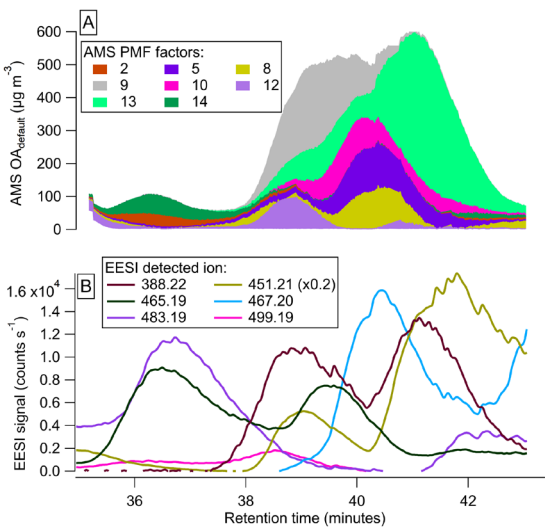 A
600
500
400
300
200
100
0
AMS OAdefault (µg m-3)
AMS PMF factors:
2 5 8
9 10 12
13 14
B
EESI detected ion:
388.22 451.21 (x0.2)
465.19 467.20
483.19 499.19
1.6 x10⁴
1.4
1.2
1.0
0.8
0.6
0.4
0.2
0.0
EESI signal (counts s⁻¹)
36 38 40 42
Retention time (minutes)